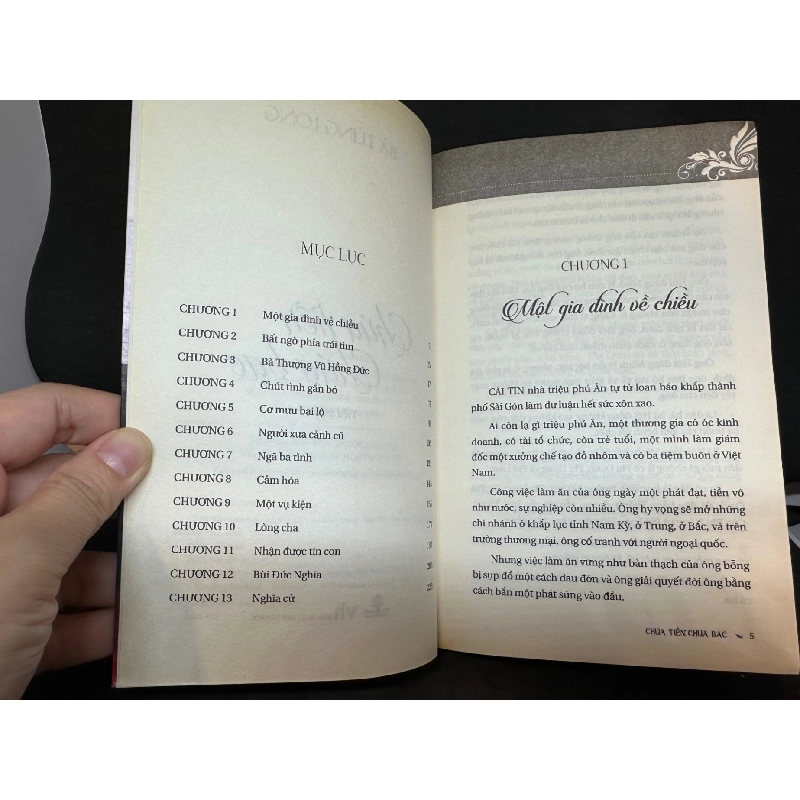 MỤC LỤC
CHƯƠNG 1 Một gia đình về chiều 5
CHƯƠNG 2 Bất ngờ phía trái tim
CHƯƠNG 3 Bà Thượng Vũ Hồng Đức
CHƯƠNG 4 Chút tình gắn bó
CHƯƠNG 5 Cơ mưu bại lộ
CHƯƠNG 6 Người xưa cảnh cũ
CHƯƠNG 7 Ngã ba tình
CHƯƠNG 8 Cảm hóa
CHƯƠNG 9 Một vụ kiện
CHƯƠNG 10 Lòng cha
CHƯƠNG 11 Nhận được tin con
CHƯƠNG 12 Bùi Đức Nghĩa
CHƯƠNG 13 Nghĩa cử
CHƯƠNG 1
Một gia đình về chiều
CÁI TIN nhà triệu phú Ân tự tử loan báo khắp thành
phố Sài Gòn làm dư luận hết sức xôn xao.
Ai còn lạ gì triệu phú Ân, một thương gia có óc kinh
doanh, có tài tổ chức, còn trẻ tuổi, một mình làm giám
đốc một xưởng chế tạo đồ nhôm và có ba tiệm buôn ở Việt
Nam.
Công việc làm ăn của ông ngày một phát đạt, tiền vô
như nước, sự nghiệp còn nhiều. Ông hy vọng sẽ mở những
chi nhánh ở khắp lục tỉnh Nam Kỳ, ở Trung, ở Bắc, và trên
trường thương mại, ông cố tranh với người ngoại quốc.
Nhưng việc làm ăn vững như bàn thạch của ông bỗng
bị sụp đổ một cách đau đớn và ông giải quyết đời ông bằng
cách bắn một phát súng vào đầu.
CHÚA TIỀN CHÚA BẠC 5